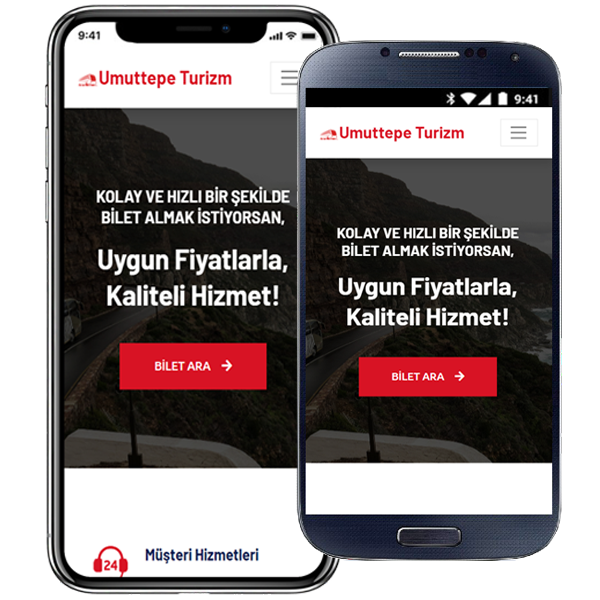 9:41
Umuttepe Turizm
KOLAY VE HIZLI BİR ŞEKİLDE
BİLET ALMAK İSTİYORSAN,
Uygun Fiyatlarla,
Kaliteli Hizmet!
BİLET ARA
24
Müşteri Hizmetleri
9:41
Umuttepe Turizm
KOLAY VE HIZLI BİR ŞEKİLDE
BİLET ALMAK İSTİYORSAN,
Uygun Fiyatlarla,
Kaliteli Hizmet!
BİLET ARA